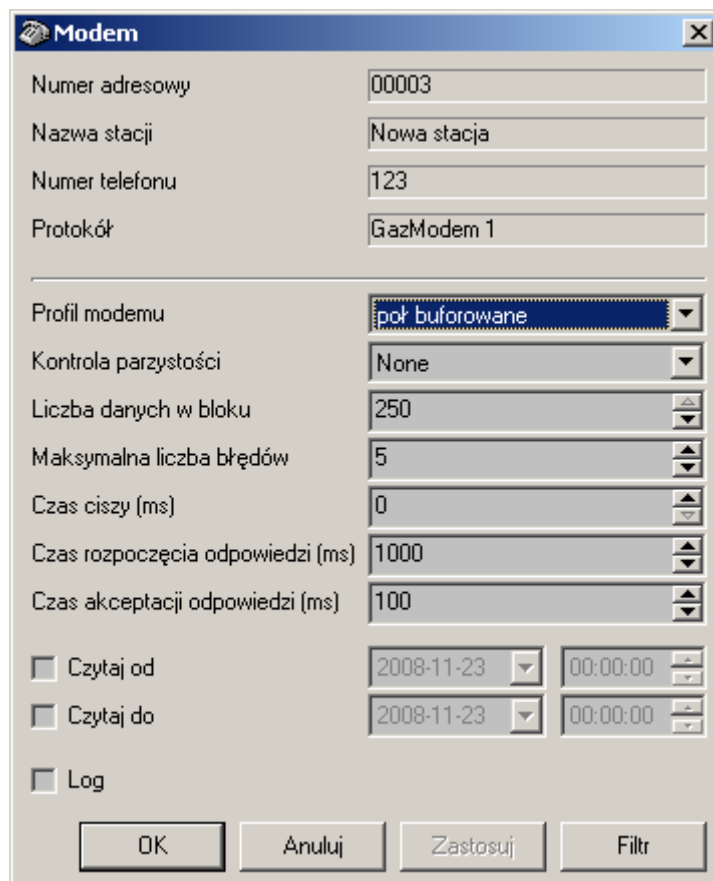 Modem
Numer adresowy 00003
Nazwa stacji Nowa stacja
Numer telefonu 123
Protokół GazModem 1
Profil modemu poł buforowane
Kontrola parzystości None
Liczba danych w bloku 250
Maksymalna liczba błędów 5
Czas ciszy (ms) 0
Czas rozpoczęcia odpowiedzi (ms) 1000
Czas akceptacji odpowiedzi (ms) 100
Czytaj od 2008-11-23 00:00:00
Czytaj do 2008-11-23 00:00:00
Log
OK Anuluj Zastosuj Filtr